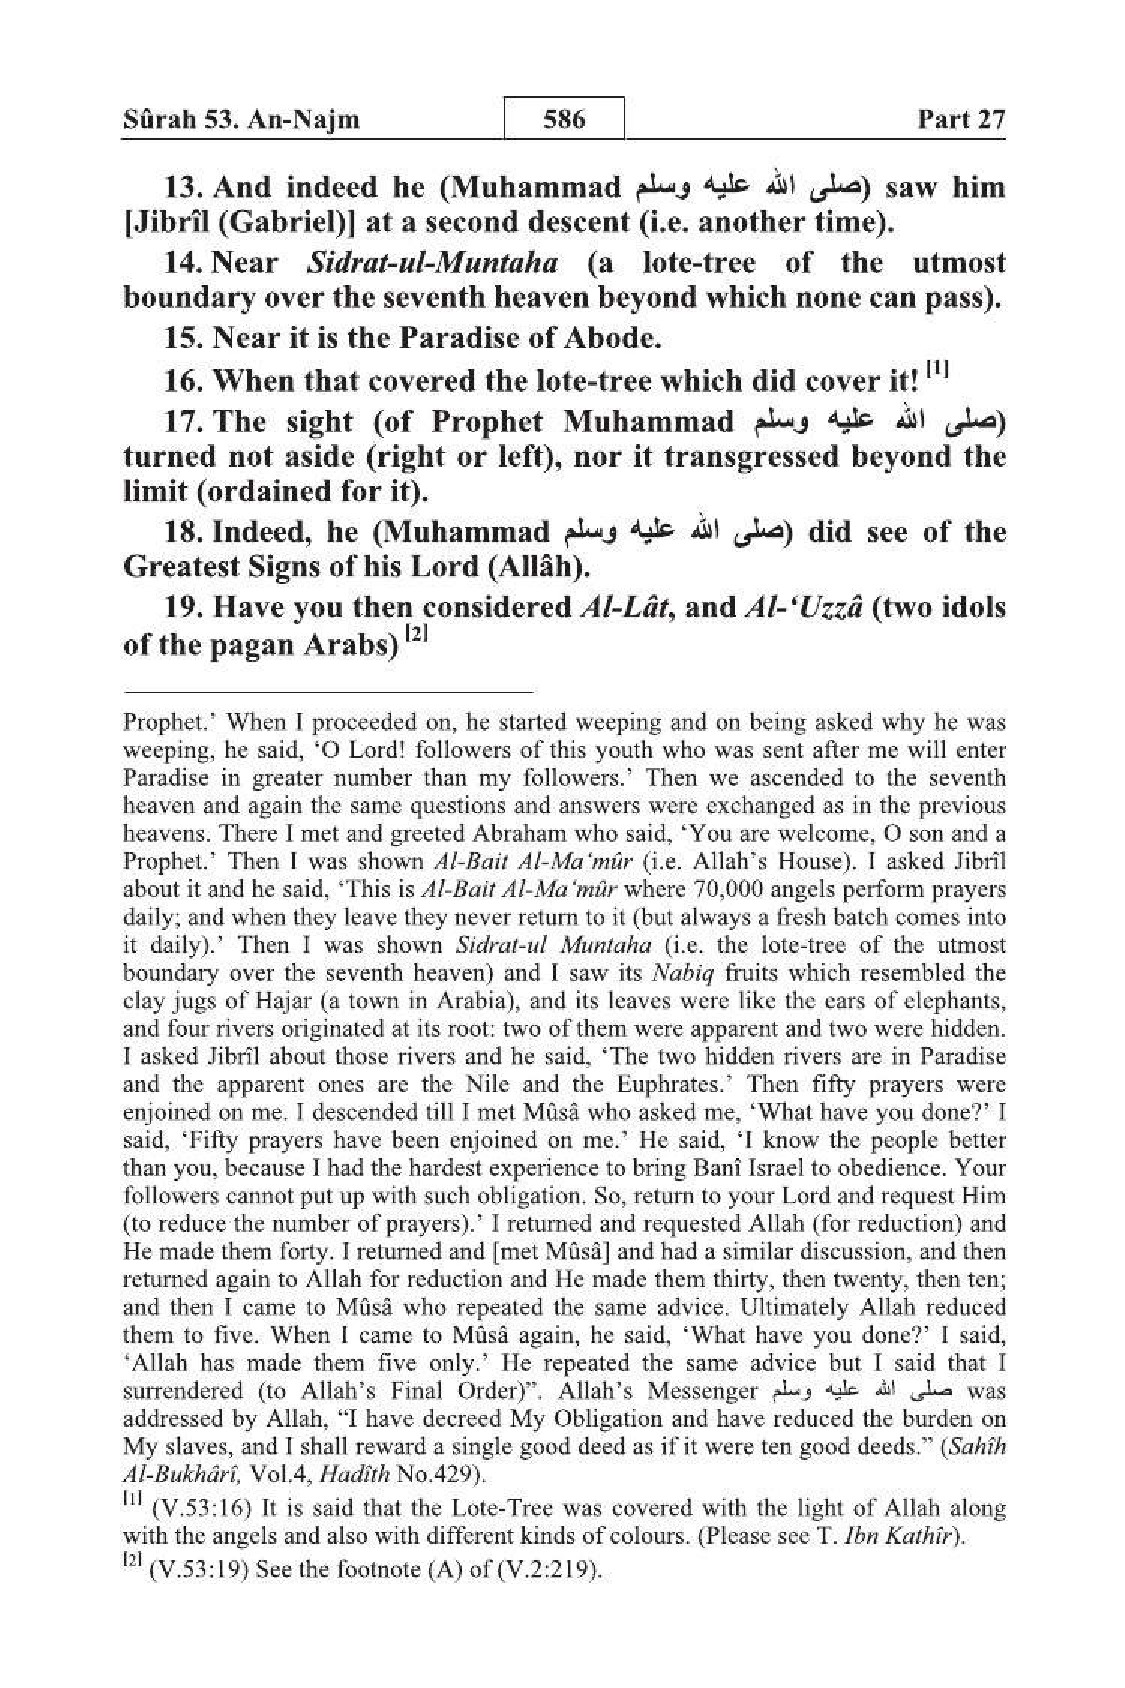 Sûrah 53. An-Najm 586 Part 27
13. And indeed he (Muhammad صلى الله عليه وسلم) saw him
[Jibrîl (Gabriel)] at a second descent (i.e. another time).
14. Near Sidrat-ul-Muntaha (a lote-tree of the utmost
boundary over the seventh heaven beyond which none can pass).
15. Near it is the Paradise of Abode.
16. When that covered the lote-tree which did cover it! [1]
17. The sight (of Prophet Muhammad صلى الله عليه وسلم)
turned not aside (right or left), nor it transgressed beyond the
limit (ordained for it).
18. Indeed, he (Muhammad صلى الله عليه وسلم) did see of the
Greatest Signs of his Lord (Allâh).
19. Have you then considered Al-Lât, and Al-‘Uzzâ (two idols
of the pagan Arabs) [2]
Prophet.’ When I proceeded on, he started weeping and on being asked why he was
weeping, he said, ‘O Lord! followers of this youth who was sent after me will enter
Paradise in greater number than my followers.’ Then we ascended to the seventh
heaven and again the same questions and answers were exchanged as in the previous
heavens. There I met and greeted Abraham who said, ‘You are welcome, O son and a
Prophet.’ Then I was shown Al-Bait Al-Ma‘mûr (i.e. Allah’s House). I asked Jibrîl
about it and he said, ‘This is Al-Bait Al-Ma‘mûr where 70,000 angels perform prayers
daily; and when they leave they never return to it (but always a fresh batch comes into
it daily).’ Then I was shown Sidrat-ul Muntaha (i.e. the lote-tree of the utmost
boundary over the seventh heaven) and I saw its Nabiq fruits which resembled the
clay jugs of Hajar (a town in Arabia), and its leaves were like the ears of elephants,
and four rivers originated at its root: two of them were apparent and two were hidden.
I asked Jibrîl about those rivers and he said, ‘The two hidden rivers are in Paradise
and the apparent ones are the Nile and the Euphrates.’ Then fifty prayers were
enjoined on me. I descended till I met Mûsâ who asked me, ‘What have you done?’ I
said, ‘Fifty prayers have been enjoined on me.’ He said, ‘I know the people better
than you, because I had the hardest experience to bring Banî Israel to obedience. Your
followers cannot put up with such obligation. So, return to your Lord and request Him
(to reduce the number of prayers).’ I returned and requested Allah (for reduction) and
He made them forty. I returned and [met Mûsâ] and had a similar discussion, and then
returned again to Allah for reduction and He made them thirty, then twenty, then ten;
and then I came to Mûsâ who repeated the same advice. Ultimately Allah reduced
them to five. When I came to Mûsâ again, he said, ‘What have you done?’ I said,
‘Allah has made them five only.’ He repeated the same advice but I said that I
surrendered (to Allah’s Final Order)”. Allah’s Messenger صلى الله عليه وسلم was
addressed by Allah, “I have decreed My Obligation and have reduced the burden on
My slaves, and I shall reward a single good deed as if it were ten good deeds.” (Sahîh
Al-Bukhârî, Vol.4, Hadîth No.429).
[1] (V.53:16) It is said that the Lote-Tree was covered with the light of Allah along
with the angels and also with different kinds of colours. (Please see T. Ibn Kathîr).
[2] (V.53:19) See the footnote (A) of (V.2:219).